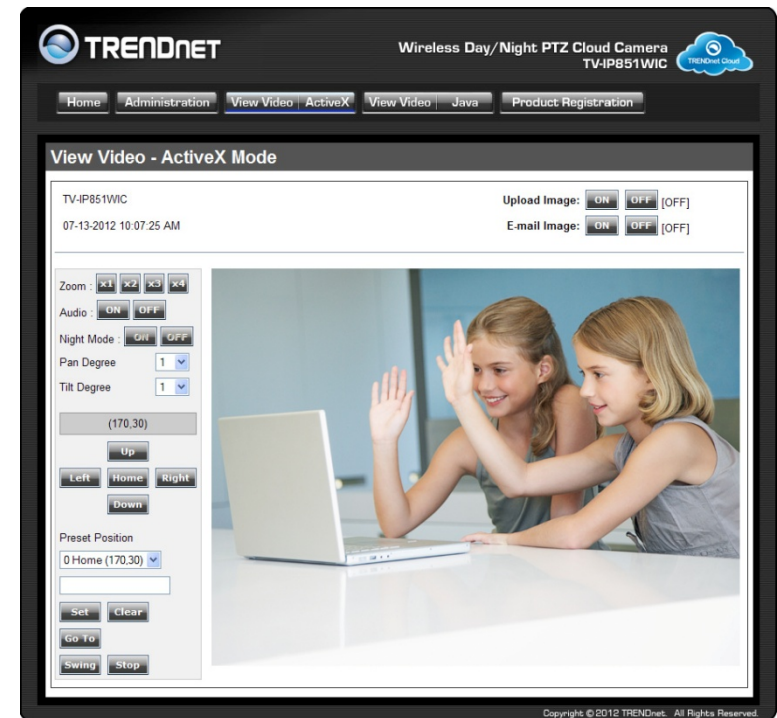 TRENDNET
Wireless Day/Night PTZ Cloud Camera
TV-IP851WIC
TRENDnet Cloud
Home Administration View Video ActiveX View Video Java Product Registration
View Video - ActiveX Mode
TV-IP851WIC
Upload Image: ON OFF [OFF]
07-13-2012 10:07:25 AM
E-mail Image: ON OFF [OFF]
Zoom : x1 x2 x3 x4
Audio : ON OFF
Night Mode : ON OFF
Pan Degree 1
Tilt Degree 1
(170,30)
Up
Left Home Right
Down
Preset Position
0 Home (170,30)
Set Clear
Go To
Swing Stop
Copyright © 2012 TRENDnet. All Rights Reserved.